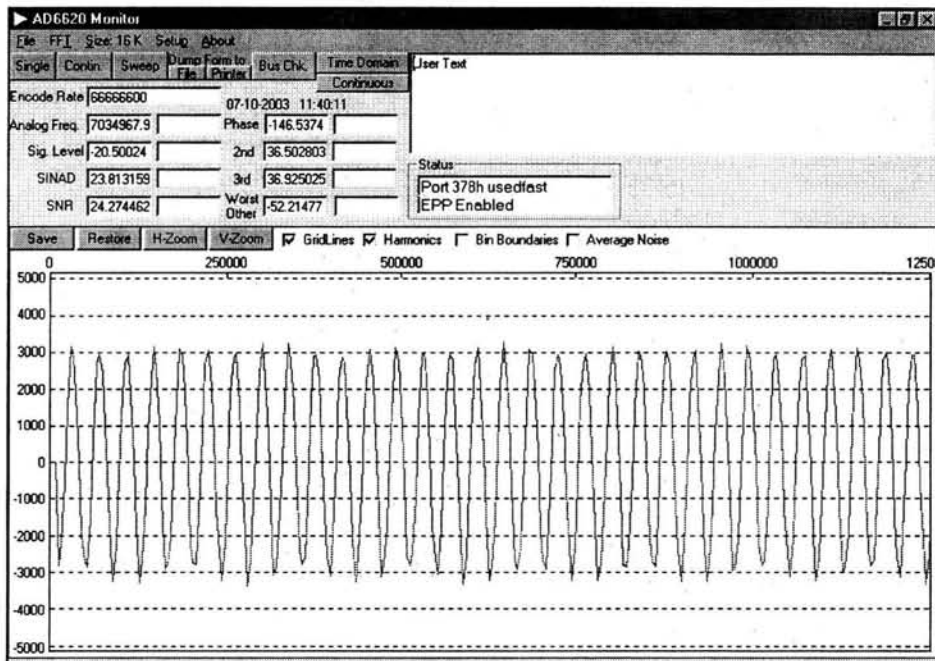 AD6620 Monitor
File FFT Size: 16 K Setup About
Single Contin. Sweep Dump File Form to Printer Bus Chk. Time Domain
Continuous
User Text
Encode Rate 66666600 07-10-2003 11:40:11
Analog Freq. 7034967.9 Phase -146.5374
Sig. Level -20.50024 2nd 36.502803
SINAD 23.813159 3rd 36.925025
SNR 24.274462 Worst Other -52.21477
Status
Port 378h usedfast
EPP Enabled
Save Restore H-Zoom V-Zoom GridLines Harmonics Bin Boundaries Average Noise
0 250000 500000 750000 1000000 1250
5000
4000
3000
2000
1000
0
-1000
-2000
-3000
-4000
-5000